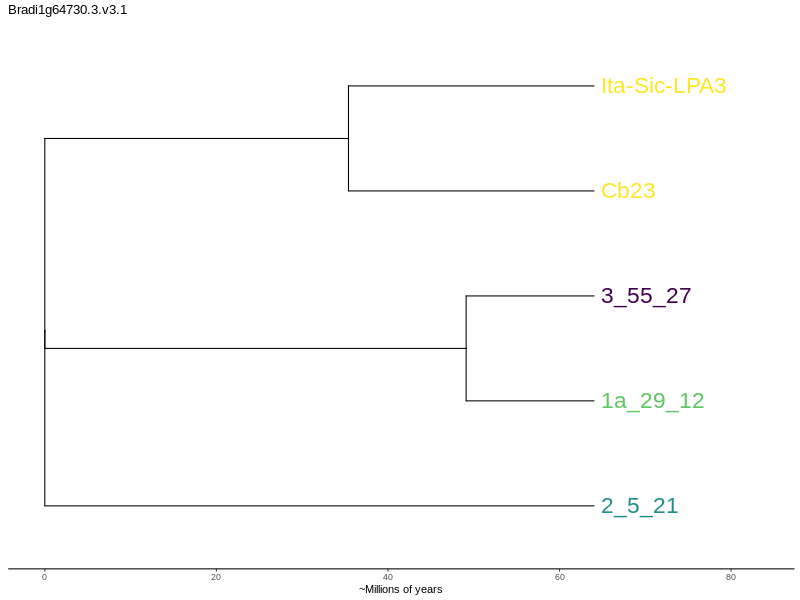 Bradi1g64730.3.v3.1
Ita-Sic-LPA3
Cb23
3_55_27
1a_29_12
2_5_21
0 20 40 60 80
~Millions of years